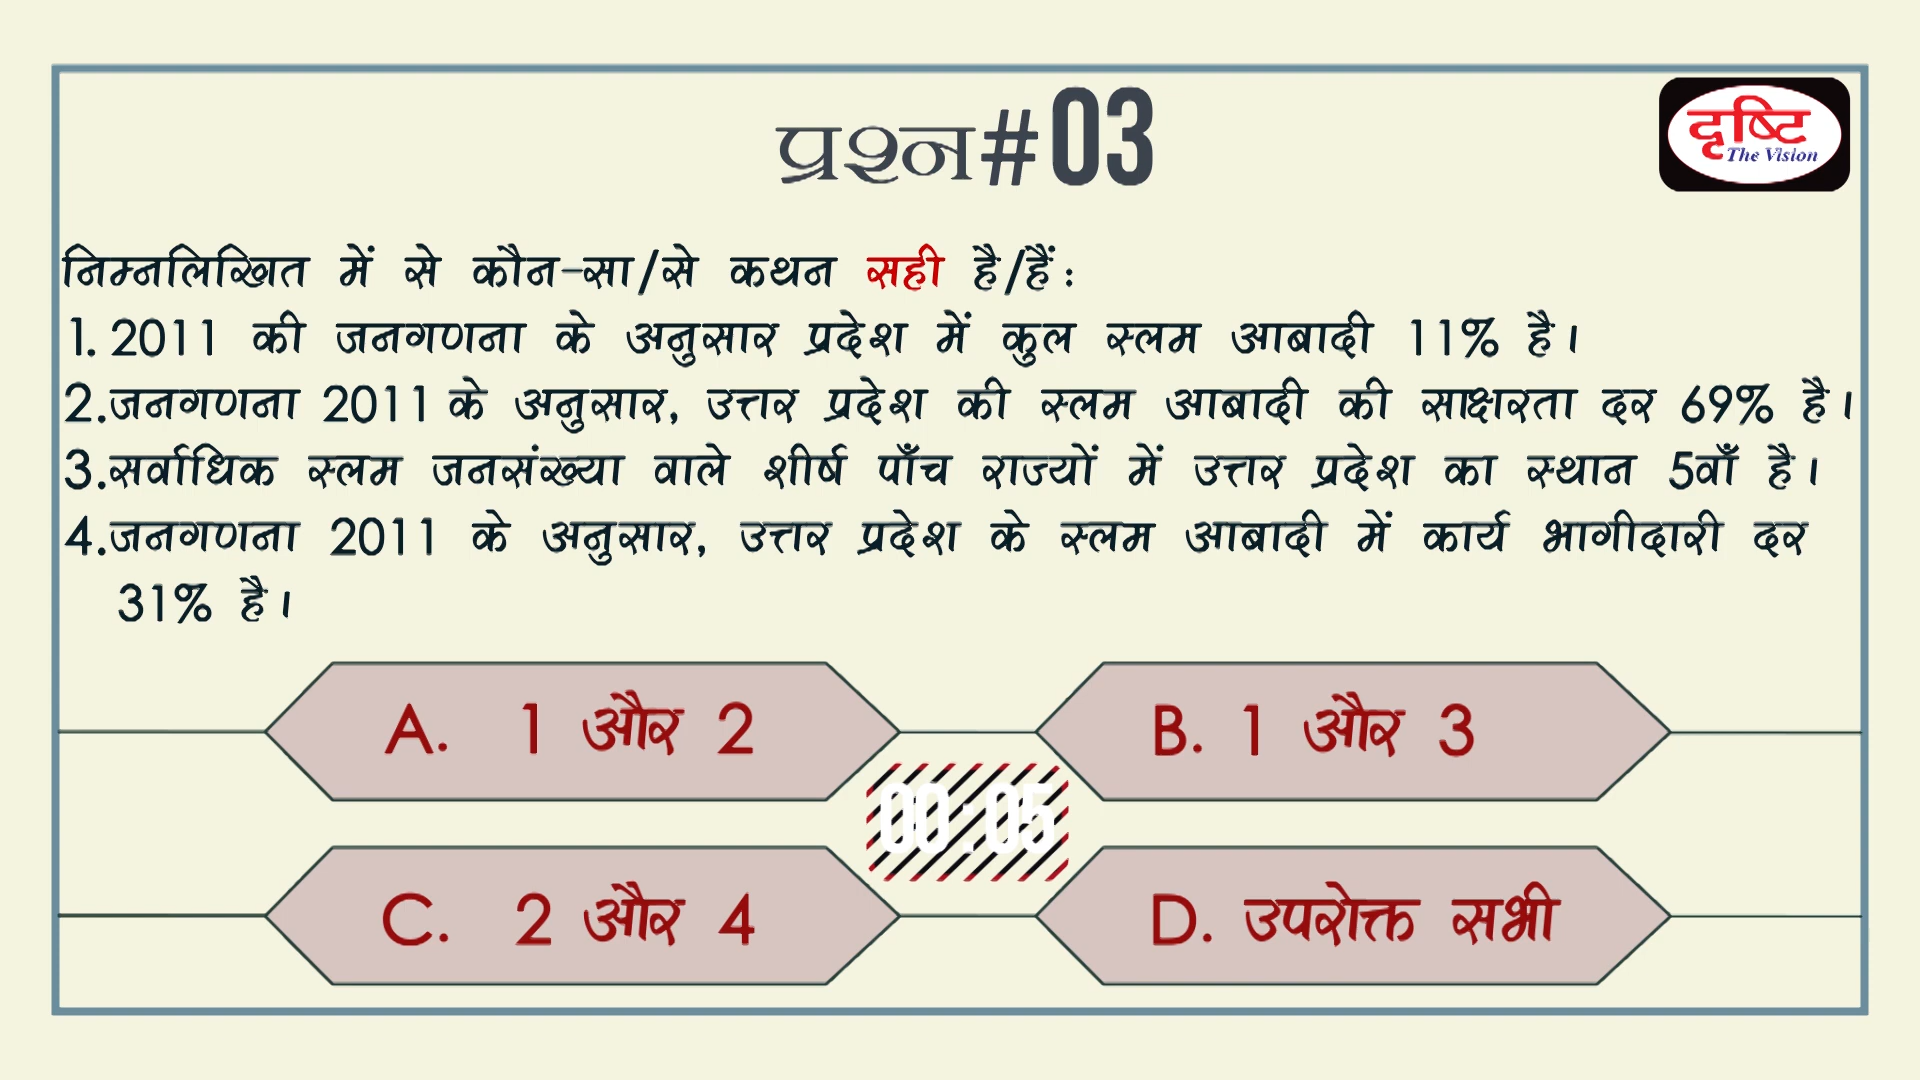 प्रश्न#03
दृष्टि
The Vision
निम्नलिखित में से कौन-सा/से कथन सही है/हैं:
1. 2011 की जनगणना के अनुसार प्रदेश में कुल स्लम आबादी 11% है।
2.जनगणना 2011 के अनुसार, उत्तर प्रदेश की स्लम आबादी की साक्षरता दर 69% है।
3.सर्वाधिक स्लम जनसंख्या वाले शीर्ष पाँच राज्यों में उत्तर प्रदेश का स्थान 5वाँ है।
4.जनगणना 2011 के अनुसार, उत्तर प्रदेश के स्लम आबादी में कार्य भागीदारी दर
31% है।
A. 1 और 2
B. 1 और 3
00:05
C. 2 और 4
D. उपरोक्त सभी